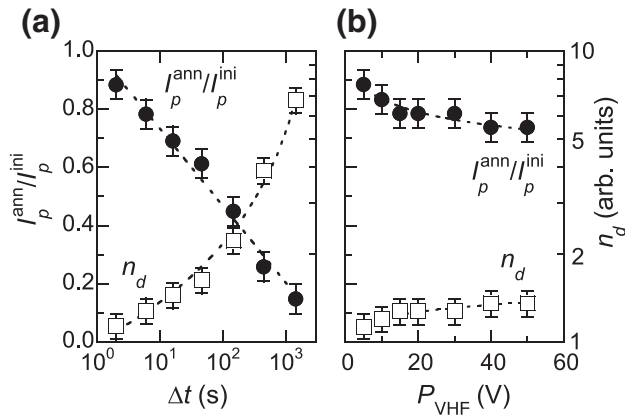 (a)
(b)
1.0
0.8
0.6
0.4
0.2
0.0
I_p^ann/I_p^ini
I_p^ann/I_p^ini
n_d
10^0
10^1
10^2
10^3
Δt (s)
I_p^ann/I_p^ini
n_d
0
20
40
60
P_VHF (V)
10
5
2
1
n_d (arb. units)